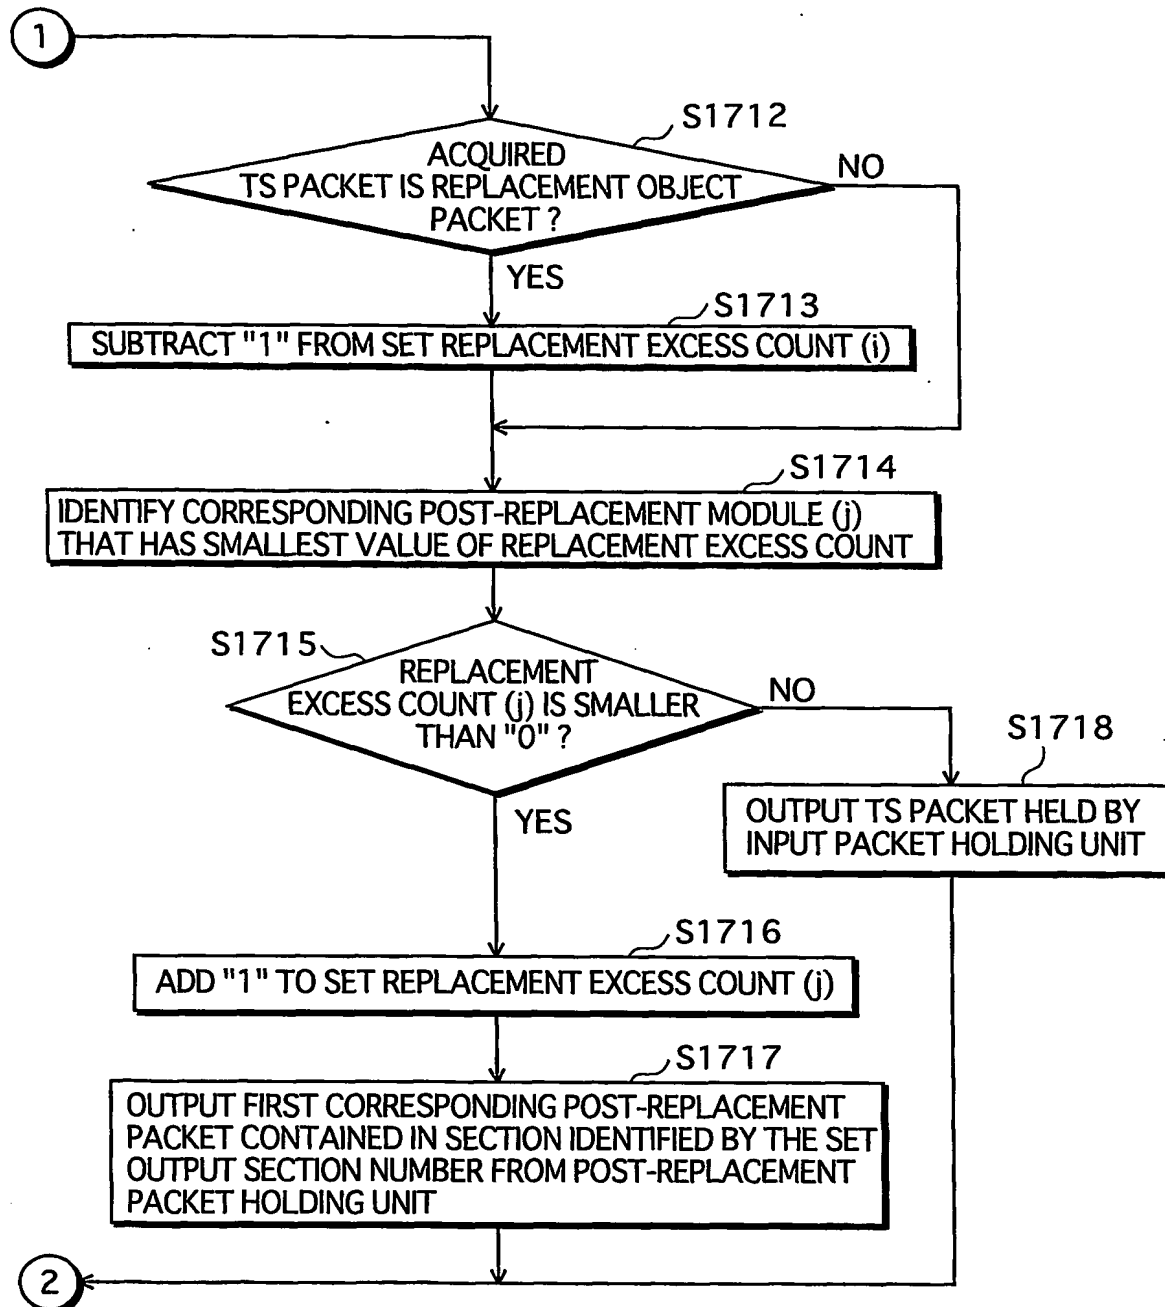 1
S1712
ACQUIRED
TS PACKET IS REPLACEMENT OBJECT
PACKET ?
NO
YES
S1713
SUBTRACT "1" FROM SET REPLACEMENT EXCESS COUNT (i)
S1714
IDENTIFY CORRESPONDING POST-REPLACEMENT MODULE (j)
THAT HAS SMALLEST VALUE OF REPLACEMENT EXCESS COUNT
S1715
REPLACEMENT
EXCESS COUNT (j) IS SMALLER
THAN "0" ?
NO
S1718
OUTPUT TS PACKET HELD BY
INPUT PACKET HOLDING UNIT
YES
S1716
ADD "1" TO SET REPLACEMENT EXCESS COUNT (j)
S1717
OUTPUT FIRST CORRESPONDING POST-REPLACEMENT
PACKET CONTAINED IN SECTION IDENTIFIED BY THE SET
OUTPUT SECTION NUMBER FROM POST-REPLACEMENT
PACKET HOLDING UNIT
2